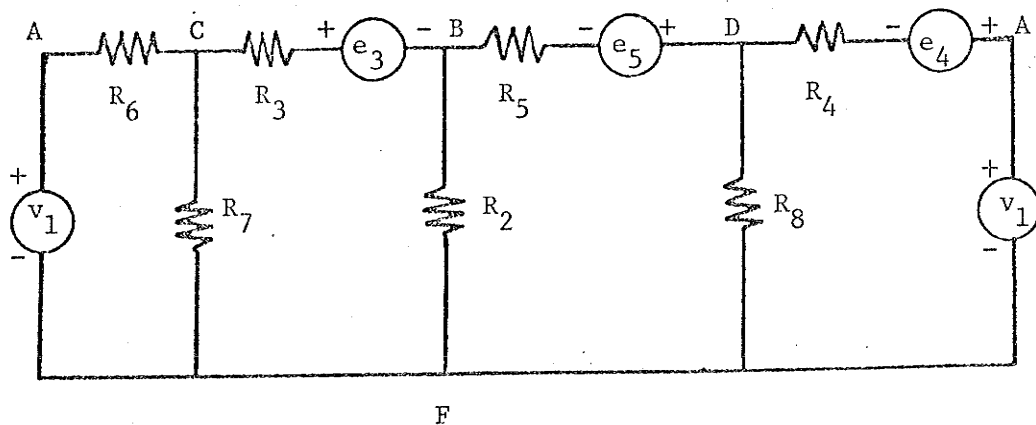 A C + e3 - B - e5 + D - e4 + A
R6 R3 R5 R4
+ +
v1 R7 R2 R8 v1
- -
F